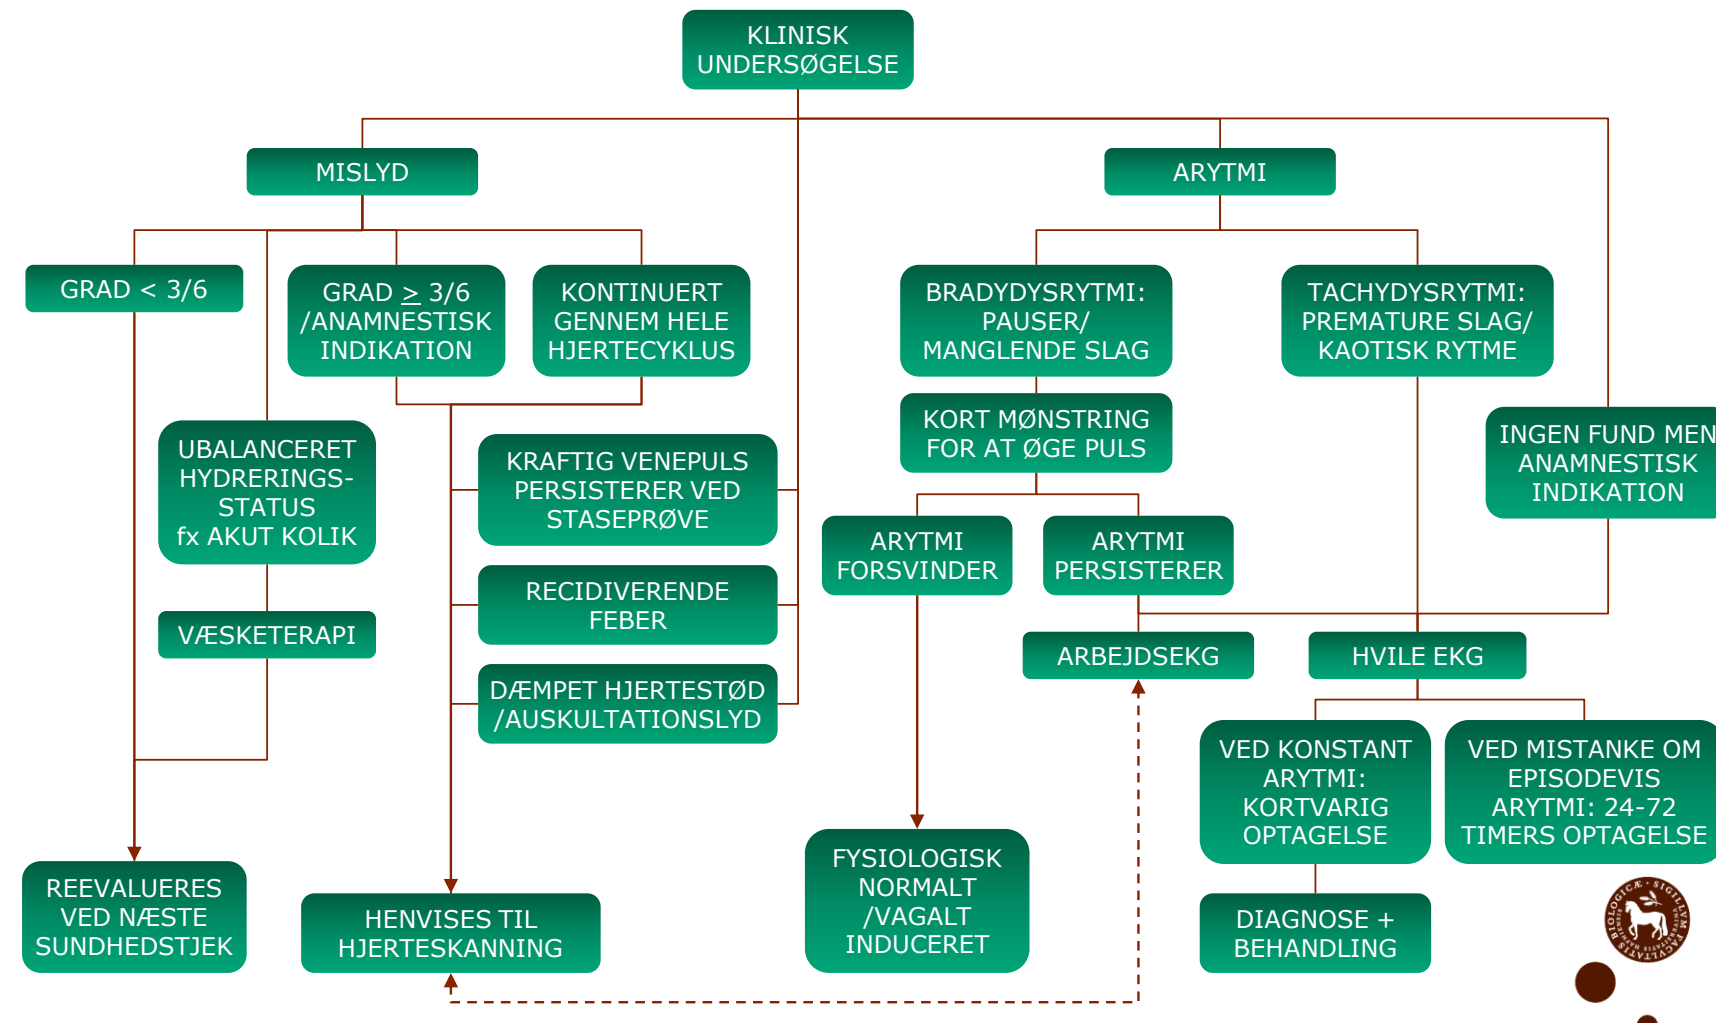 KLINISK
UNDERSØGELSE
MISLYD
ARYTMI
GRAD < 3/6
GRAD ≥ 3/6
/ANAMNESTISK
INDIKATION
KONTINUERT
GENNEM HELE
HJERTECYKLUS
BRADYDYSRYTMI:
PAUSER/
MANGLENDE SLAG
TACHYDYSRYTMI:
PREMATURE SLAG/
KAOTISK RYTME
KORT MØNSTRING
FOR AT ØGE PULS
INGEN FUND MEN
ANAMNESTISK
INDIKATION
UBALANCERET
HYDRERINGS-
STATUS
fx AKUT KOLIK
KRAFTIG VENEPULS
PERSISTERER VED
STASEPRØVE
ARYTMI
FORSVINDER
ARYTMI
PERSISTERER
RECIDIVERENDE
FEBER
VÆSKETERAPI
ARBEJDSEKG
HVILE EKG
DÆMPET HJERTESTØD
/AUSKULTATIONSLYD
VED KONSTANT
ARYTMI:
KORTVARIG
OPTAGELSE
VED MISTANKE OM
EPISODEVIS
ARYTMI: 24-72
TIMERS OPTAGELSE
REEVALUERES
VED NÆSTE
SUNDHEDSTJEK
HENVISES TIL
HJERTESKANNING
FYSIOLOGISK
NORMALT
/VAGALT
INDUCERET
DIAGNOSE +
BEHANDLING
SIGILLVM FACVLTATIS BIOLOGICÆ